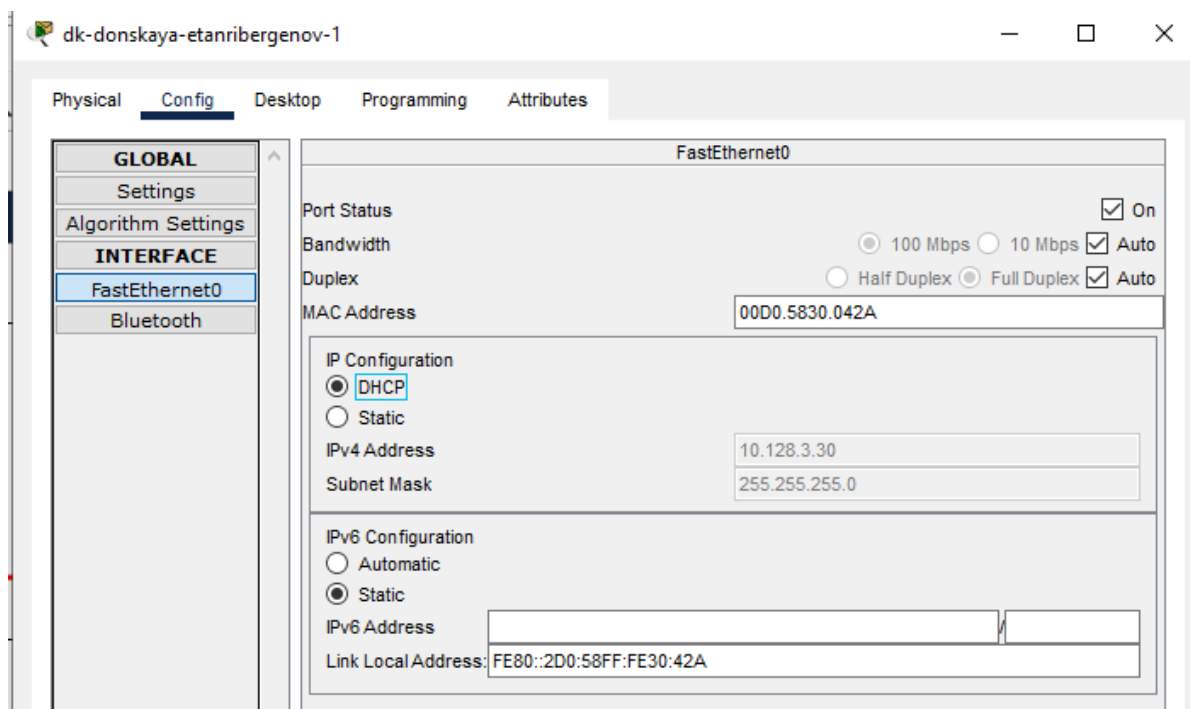 dk-donskaya-etanribergenov-1
Physical Config Desktop Programming Attributes
GLOBAL
Settings
Algorithm Settings
INTERFACE
FastEthernet0
Bluetooth
FastEthernet0
Port Status On
Bandwidth 100 Mbps 10 Mbps Auto
Duplex Half Duplex Full Duplex Auto
MAC Address 00D0.5830.042A
IP Configuration
DHCP
Static
IPv4 Address 10.128.3.30
Subnet Mask 255.255.255.0
IPv6 Configuration
Automatic
Static
IPv6 Address /
Link Local Address: FE80::2D0:58FF:FE30:42A